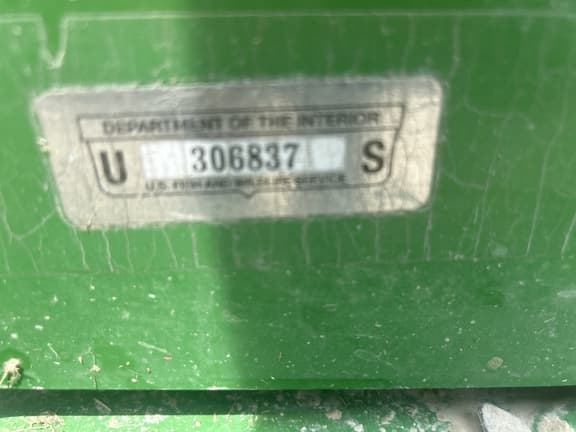 DEPARTMENT OF THE INTERIOR
U 306837 S
U.S. FISH AND WILDLIFE SERVICE